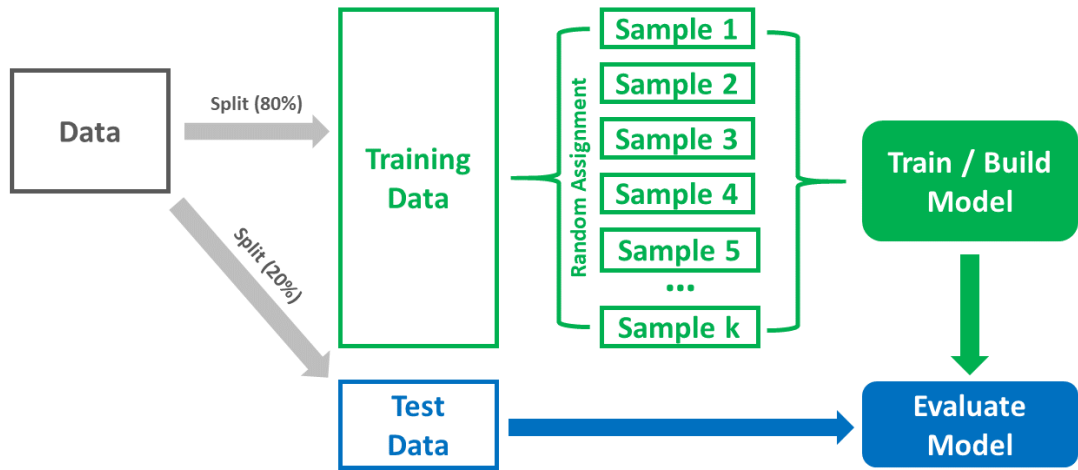 Data
Split (80%)
Split (20%)
Training
Data
Random Assignment
Sample 1
Sample 2
Sample 3
Sample 4
Sample 5
...
Sample k
Train / Build
Model
Test
Data
Evaluate
Model